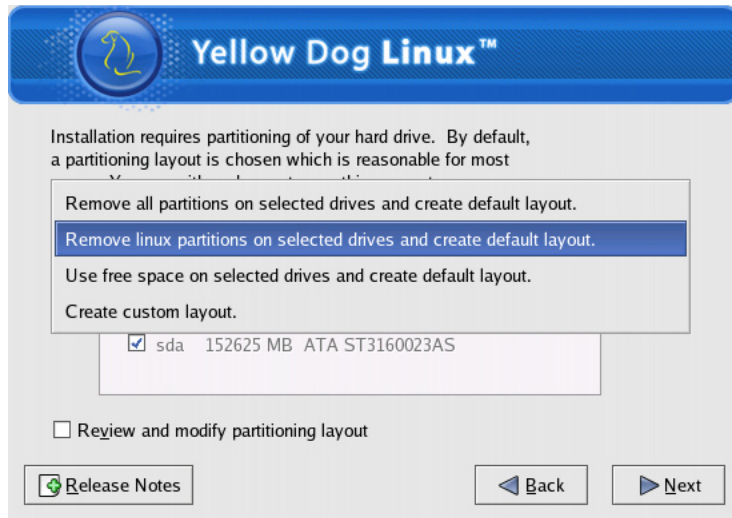 Yellow Dog Linux™
Installation requires partitioning of your hard drive. By default,
a partitioning layout is chosen which is reasonable for most
Remove all partitions on selected drives and create default layout.
Remove linux partitions on selected drives and create default layout.
Use free space on selected drives and create default layout.
Create custom layout.
sda 152625 MB ATA ST3160023AS
Review and modify partitioning layout
Release Notes
Back
Next